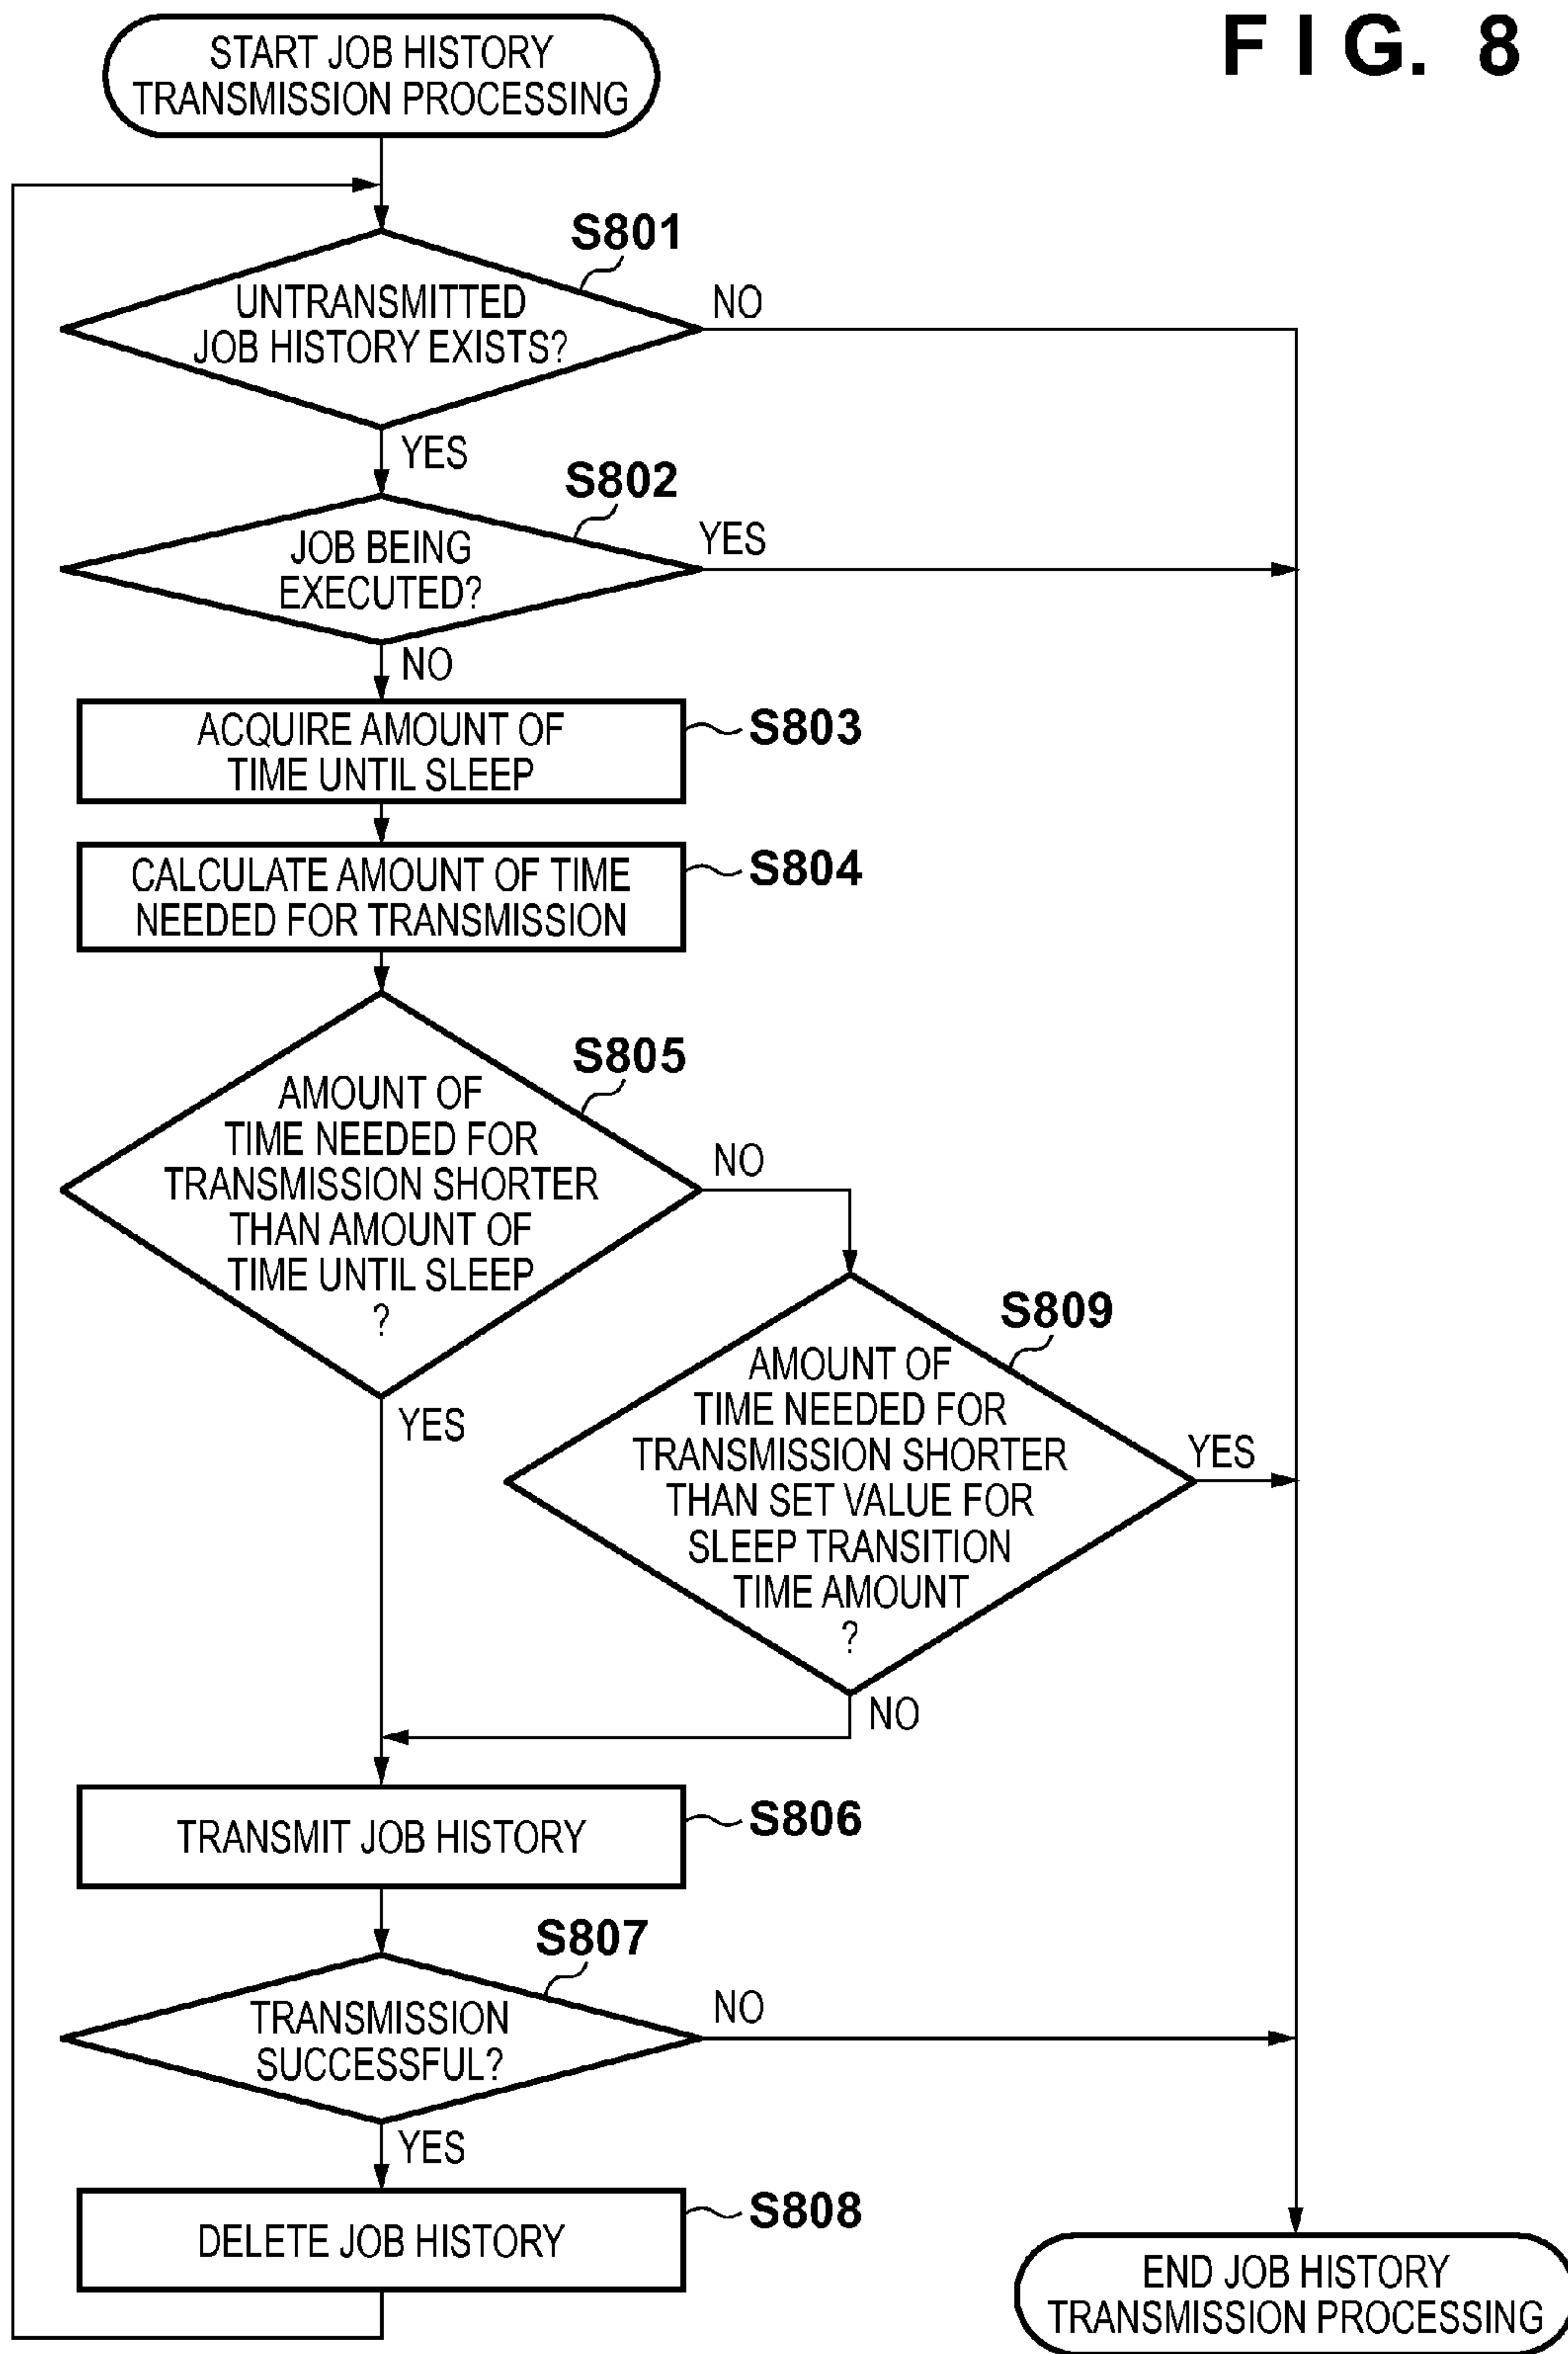 FIG. 8
START JOB HISTORY
TRANSMISSION PROCESSING
S801
UNTRANSMITTED
JOB HISTORY EXISTS?
NO
YES
S802
JOB BEING
EXECUTED?
YES
NO
ACQUIRE AMOUNT OF
TIME UNTIL SLEEP
S803
CALCULATE AMOUNT OF TIME
NEEDED FOR TRANSMISSION
S804
S805
AMOUNT OF
TIME NEEDED FOR
TRANSMISSION SHORTER
THAN AMOUNT OF
TIME UNTIL SLEEP
?
NO
YES
S809
AMOUNT OF
TIME NEEDED FOR
TRANSMISSION SHORTER
THAN SET VALUE FOR
SLEEP TRANSITION
TIME AMOUNT
?
YES
NO
TRANSMIT JOB HISTORY
S806
S807
TRANSMISSION
SUCCESSFUL?
NO
YES
DELETE JOB HISTORY
S808
END JOB HISTORY
TRANSMISSION PROCESSING